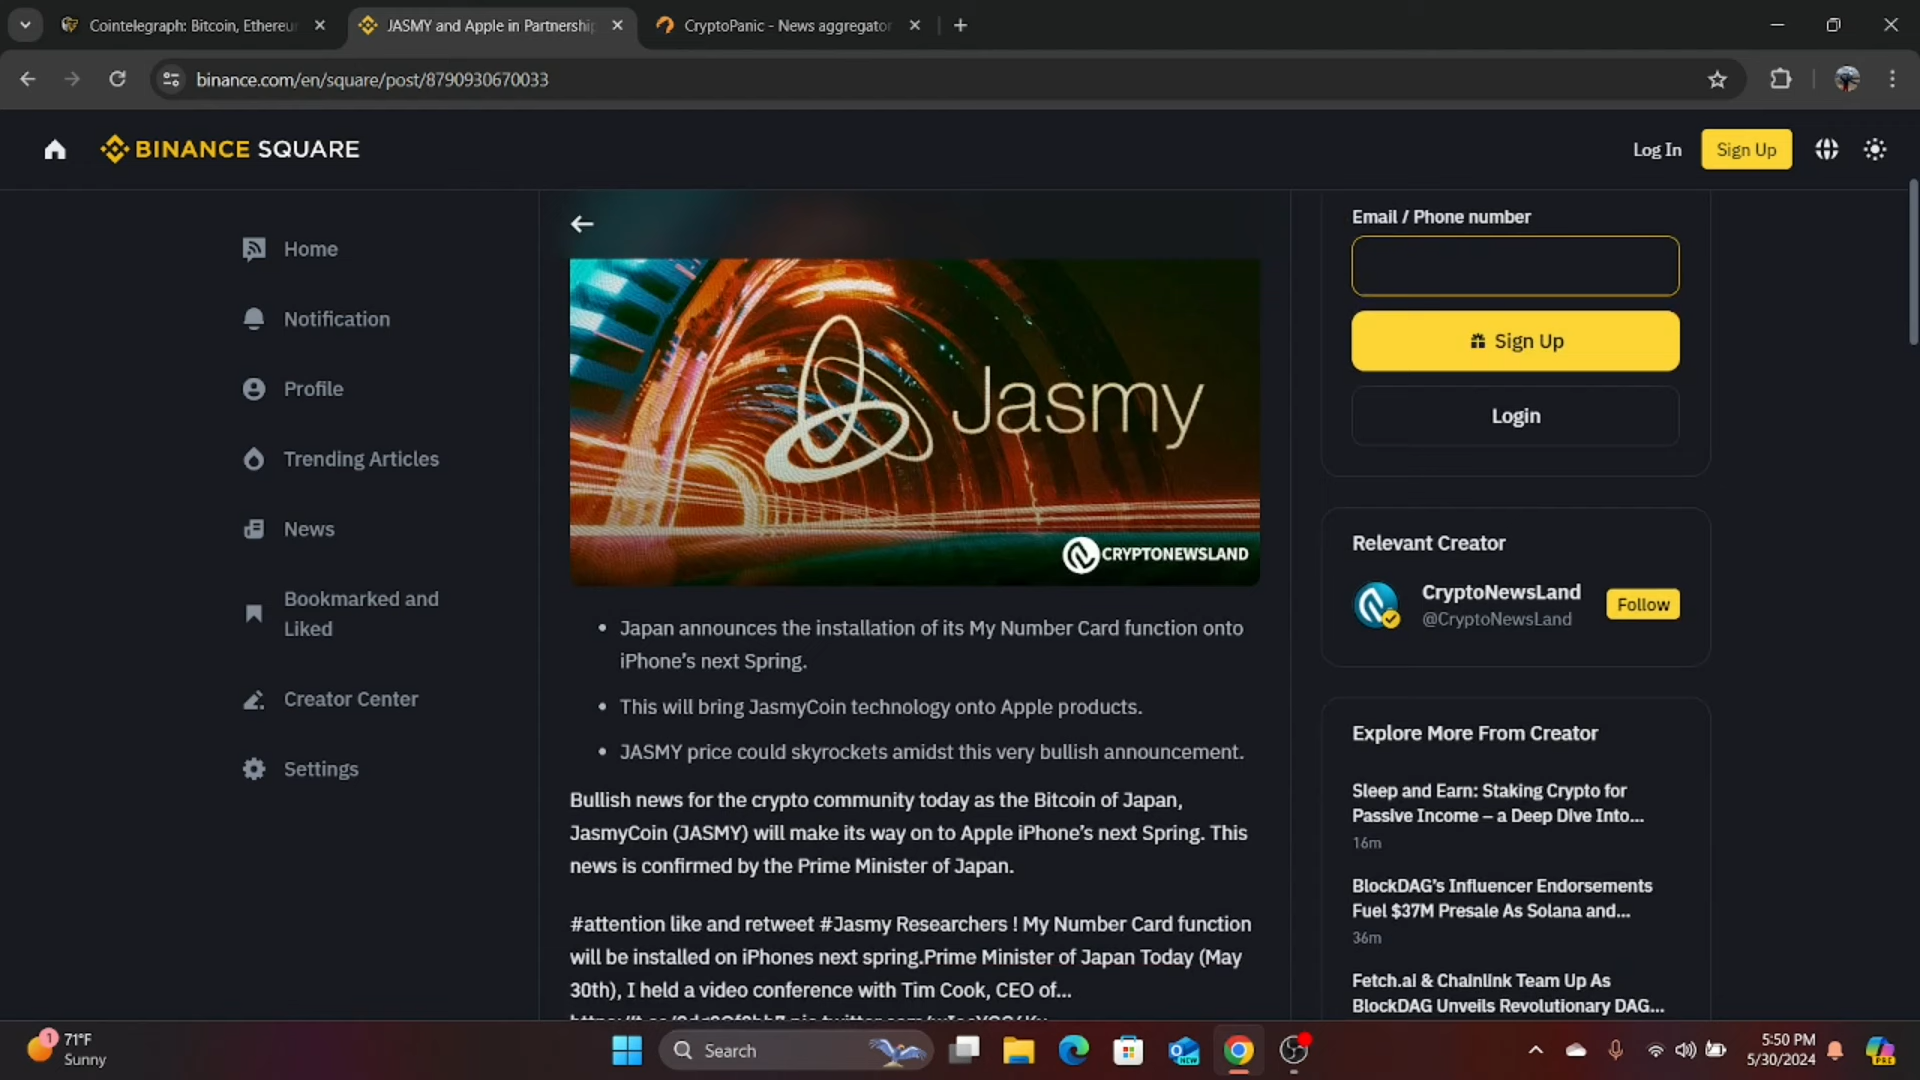 Cointelegraph: Bitcoin, Ethereu
JASMY and Apple in Partnership
CryptoPanic - News aggregator
binance.com/en/square/post/8790930670033
BINANCE SQUARE
Log In
Sign Up
Home
Notification
Profile
Trending Articles
News
Bookmarked and
Liked
Creator Center
Settings
Jasmy
CRYPTONEWSLAND
• Japan announces the installation of its My Number Card function onto
iPhone's next Spring.
• This will bring JasmyCoin technology onto Apple products.
• JASMY price could skyrockets amidst this very bullish announcement.
Bullish news for the crypto community today as the Bitcoin of Japan,
JasmyCoin (JASMY) will make its way on to Apple iPhone's next Spring. This
news is confirmed by the Prime Minister of Japan.
#attention like and retweet #Jasmy Researchers ! My Number Card function
will be installed on iPhones next spring.Prime Minister of Japan Today (May
30th), I held a video conference with Tim Cook, CEO of...
Email / Phone number
Sign Up
Login
Relevant Creator
CryptoNewsLand
@CryptoNewsLand
Follow
Explore More From Creator
Sleep and Earn: Staking Crypto for
Passive Income – a Deep Dive Into...
16m
BlockDAG's Influencer Endorsements
Fuel $37M Presale As Solana and...
36m
Fetch.ai & Chainlink Team Up As
BlockDAG Unveils Revolutionary DAG...
1
71°F
Sunny
Search
NEW
5:50 PM
5/30/2024
PRE